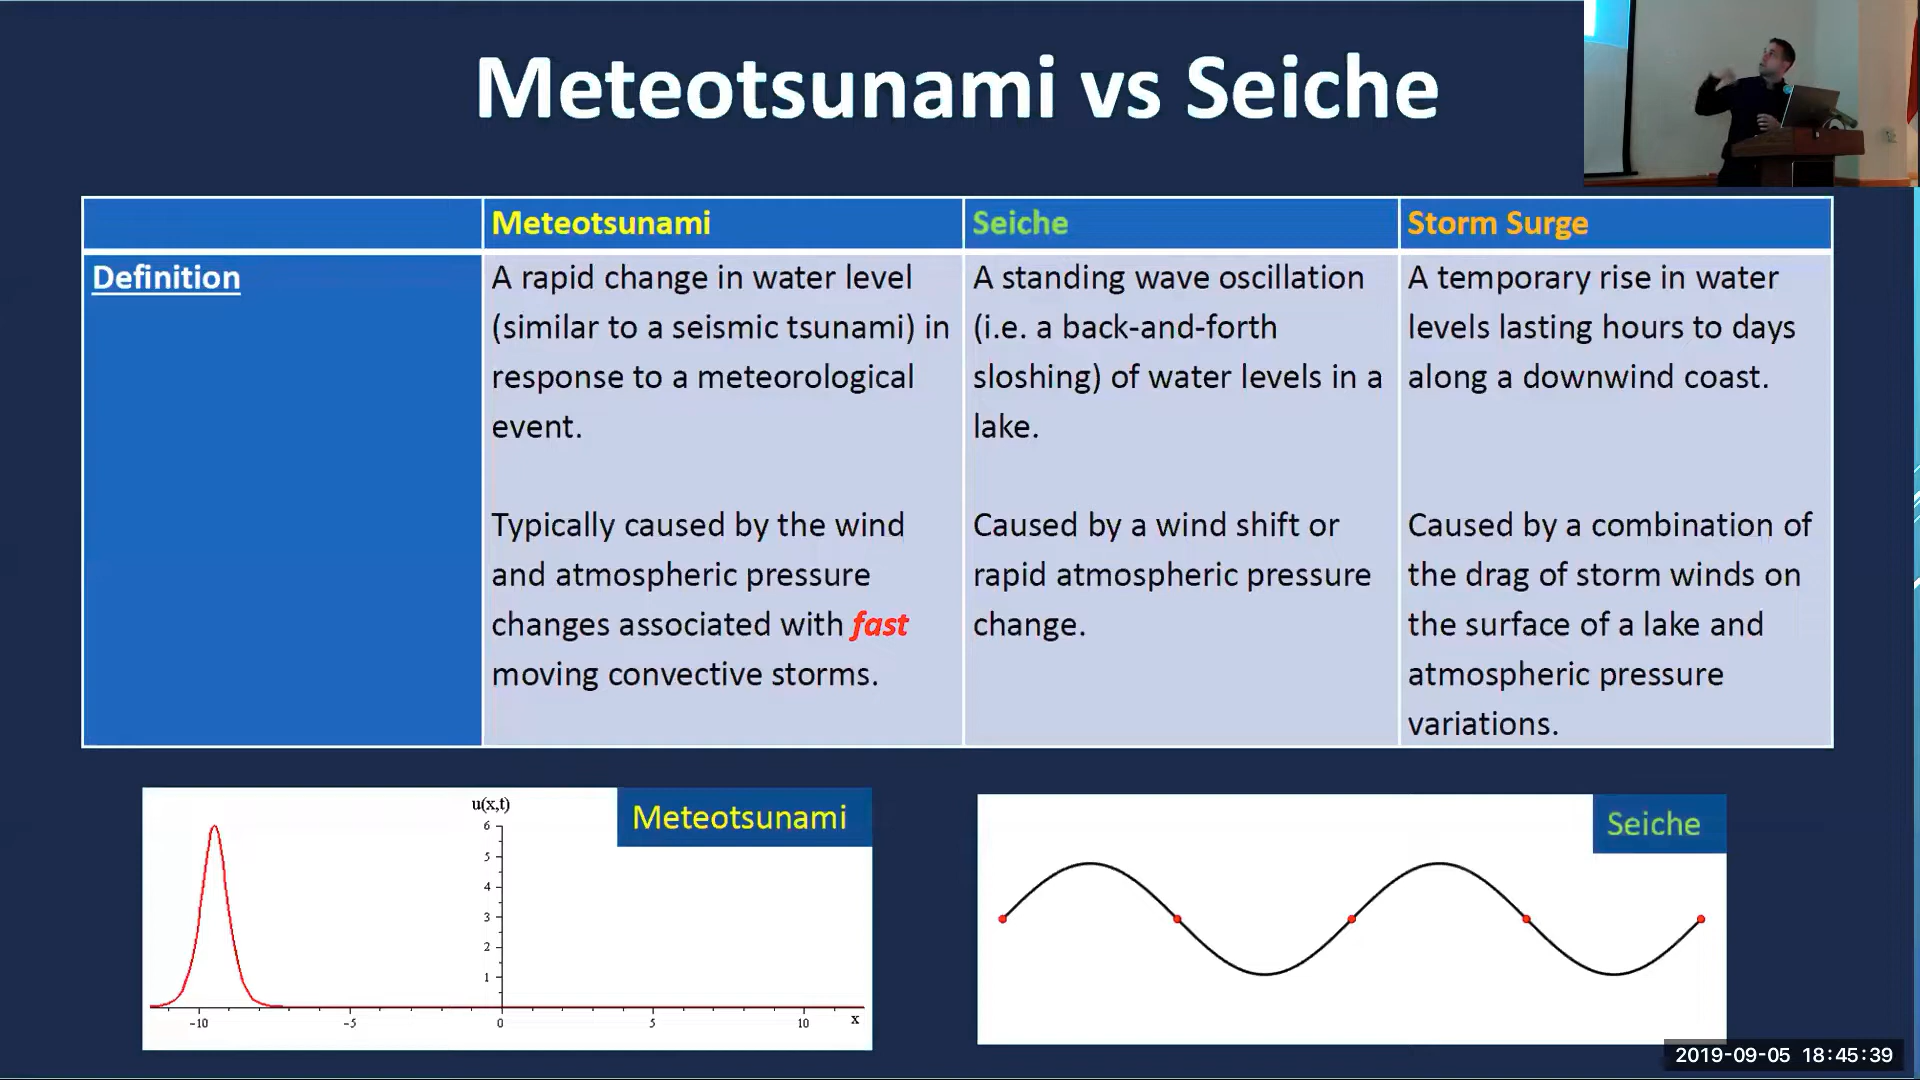 Meteotsunami vs Seiche
Meteotsunami
Seiche
Storm Surge
Definition
A rapid change in water level
(similar to a seismic tsunami) in
response to a meteorological
event.
Typically caused by the wind
and atmospheric pressure
changes associated with fast
moving convective storms.
A standing wave oscillation
(i.e. a back-and-forth
sloshing) of water levels in a
lake.
Caused by a wind shift or
rapid atmospheric pressure
change.
A temporary rise in water
levels lasting hours to days
along a downwind coast.
Caused by a combination of
the drag of storm winds on
the surface of a lake and
atmospheric pressure
variations.
u(x,t)
Meteotsunami
6
5
4
3
2
1
-10 -5 0 5 10 x
Seiche
2019-09-05 18:45:39